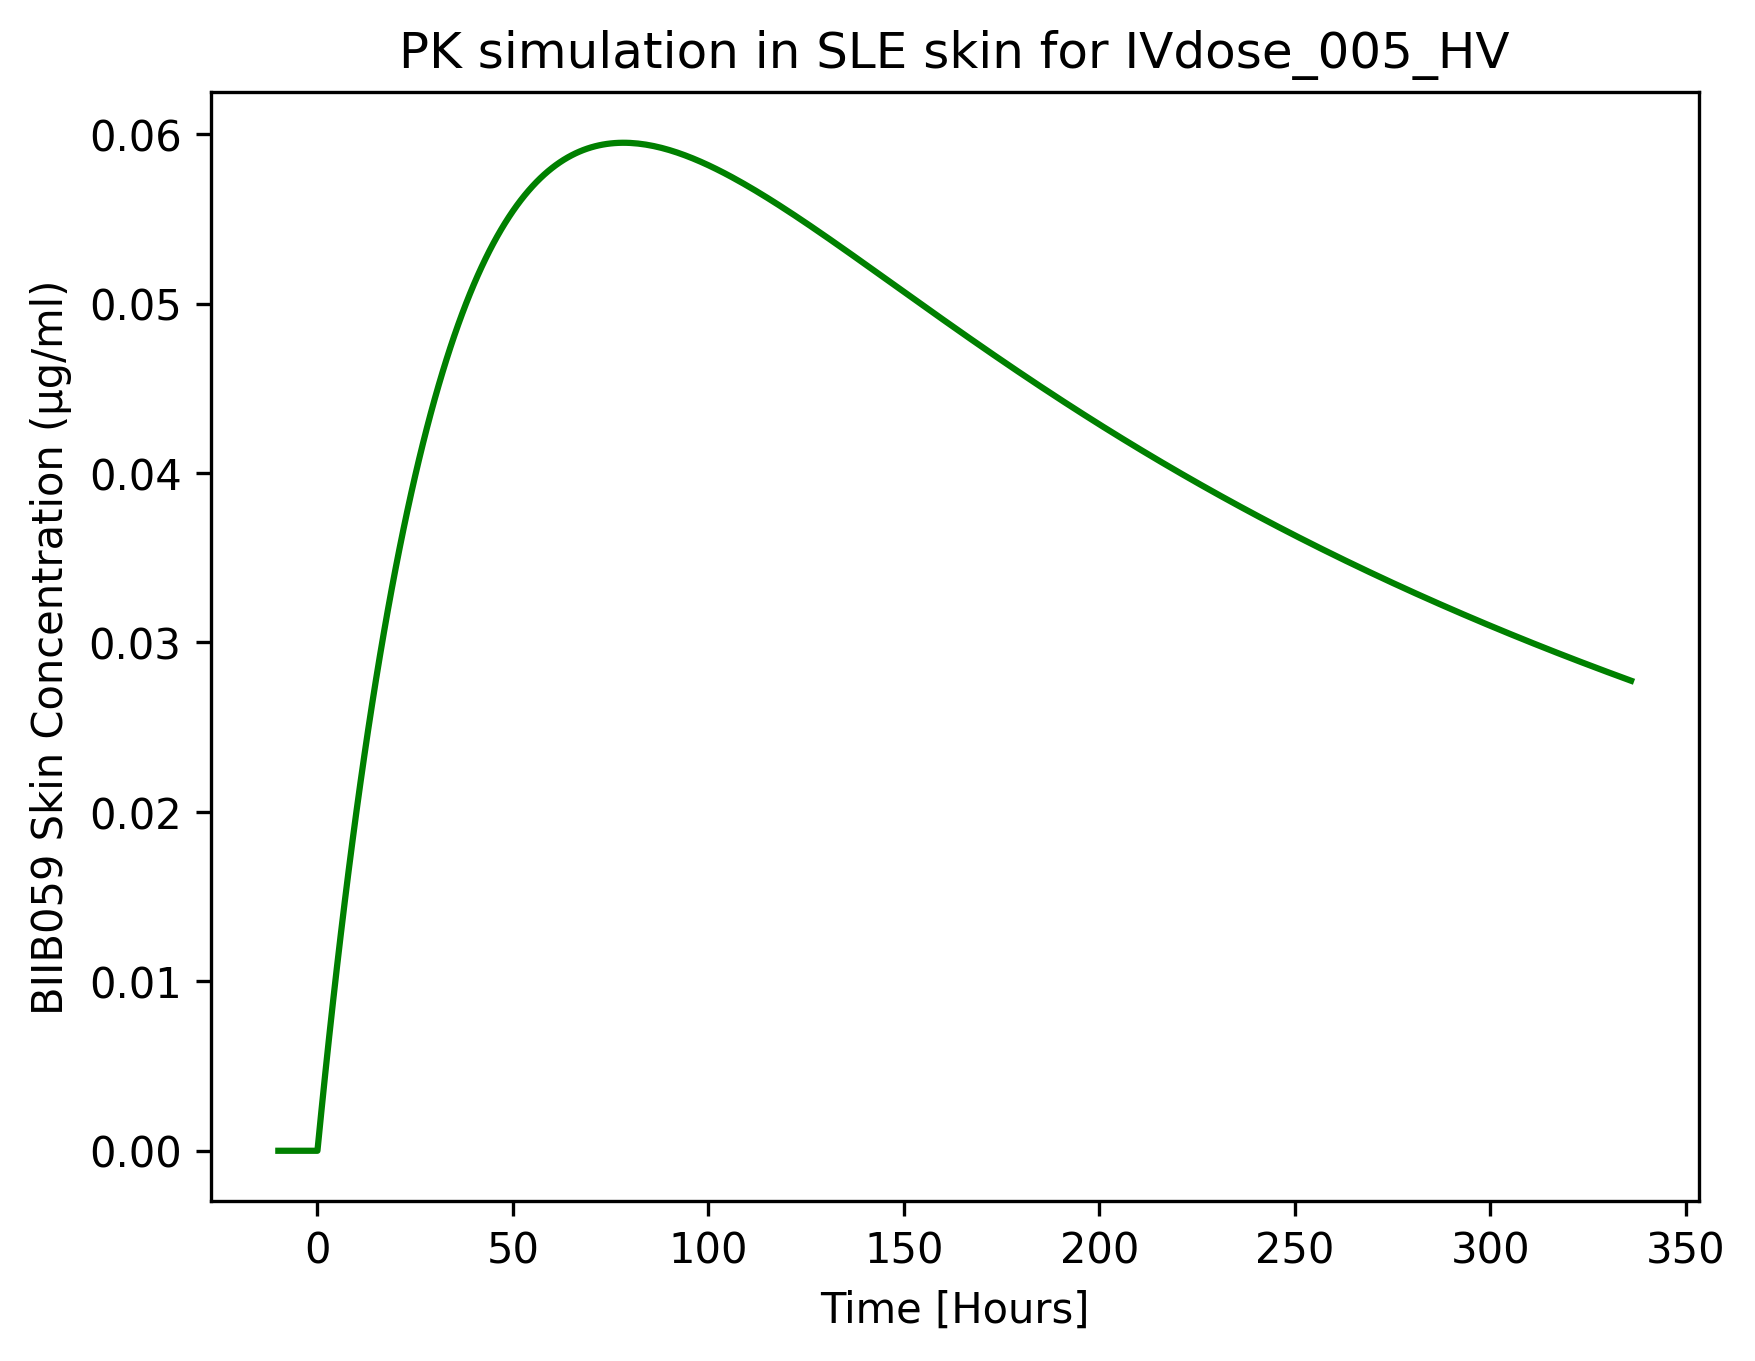 PK simulation in SLE skin for IVdose_005_HV
BIIB059 Skin Concentration (µg/ml)
0.06
0.05
0.04
0.03
0.02
0.01
0.00
0 50 100 150 200 250 300 350
Time [Hours]